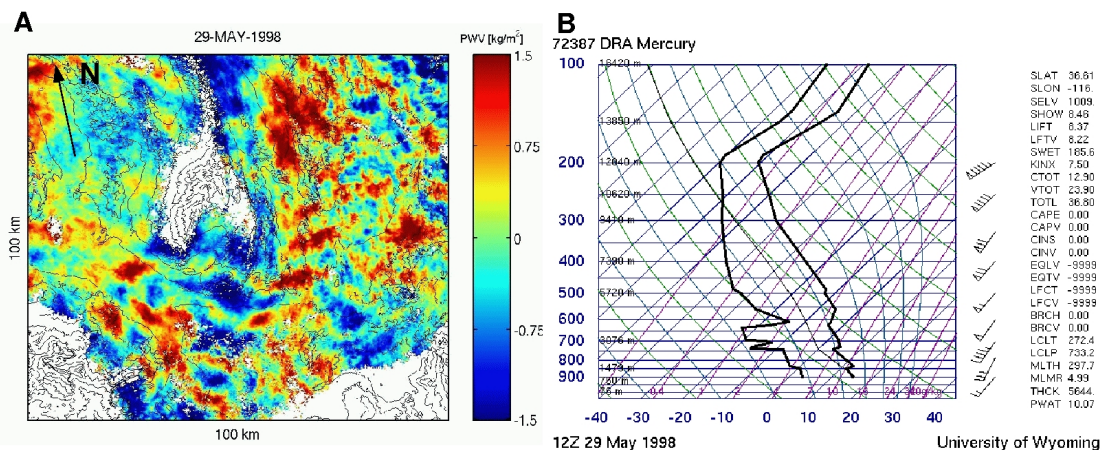 A
29-MAY-1998
N
100 km
100 km
PWV [kg/m²]
1.5
0.75
0
-0.75
-1.5
B
72387 DRA Mercury
100
200
300
400
500
600
700
800
900
13850 m
12040 m
10620 m
9410 m
7390 m
5720 m
-40
-30
-20
-10
0
10
20
30
40
12Z 29 May 1998
University of Wyoming
SLAT 36.61
SLON -116.
SELV 1009.
SHOW 8.46
LIFT 8.37
LFTV 8.22
SWET 185.6
KINX 7.50
CTOT 12.90
VTOT 23.90
TOTL 36.80
CAPE 0.00
CAPV 0.00
CINS 0.00
CINV 0.00
EQLV -9999
EQTV -9999
LFCT -9999
LFCV -9999
BRCH 0.00
BRCV 0.00
LCLT 272.4
LCLP 733.2
MLTH 297.7
MLMR 4.99
THCK 5644.
PWAT 10.07